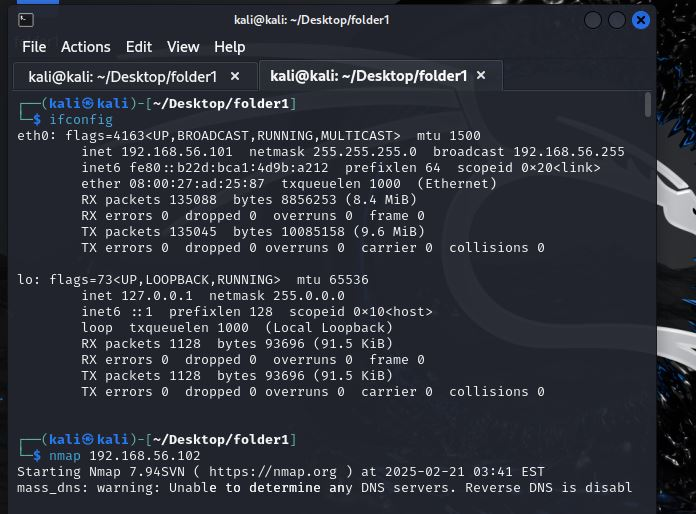 kali@kali: ~/Desktop/folder1
File Actions Edit View Help
kali@kali: ~/Desktop/folder1 × kali@kali: ~/Desktop/folder1 ×
┌──(kali㉿kali)-[~/Desktop/folder1]
└─$ ifconfig
eth0: flags=4163<UP,BROADCAST,RUNNING,MULTICAST>  mtu 1500
        inet 192.168.56.101  netmask 255.255.255.0  broadcast 192.168.56.255
        inet6 fe80::b22d:bca1:4d9b:a212  prefixlen 64  scopeid 0×20<link>
        ether 08:00:27:ad:25:87  txqueuelen 1000  (Ethernet)
        RX packets 135088  bytes 8856253 (8.4 MiB)
        RX errors 0  dropped 0  overruns 0  frame 0
        TX packets 135045  bytes 10085158 (9.6 MiB)
        TX errors 0  dropped 0 overruns 0  carrier 0  collisions 0

lo: flags=73<UP,LOOPBACK,RUNNING>  mtu 65536
        inet 127.0.0.1  netmask 255.0.0.0
        inet6 ::1  prefixlen 128  scopeid 0×10<host>
        loop  txqueuelen 1000  (Local Loopback)
        RX packets 1128  bytes 93696 (91.5 KiB)
        RX errors 0  dropped 0  overruns 0  frame 0
        TX packets 1128  bytes 93696 (91.5 KiB)
        TX errors 0  dropped 0 overruns 0  carrier 0  collisions 0

┌──(kali㉿kali)-[~/Desktop/folder1]
└─$ nmap 192.168.56.102
Starting Nmap 7.94SVN ( https://nmap.org ) at 2025-02-21 03:41 EST
mass_dns: warning: Unable to determine any DNS servers. Reverse DNS is disabl